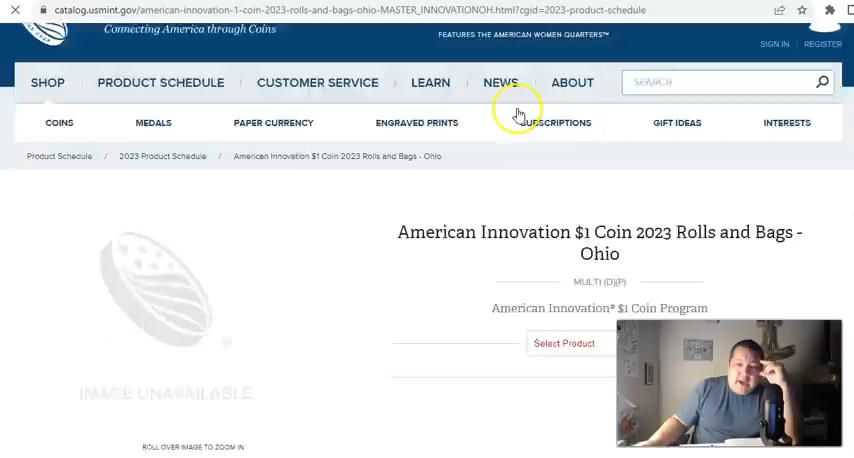 catalog.usmint.gov/american-innovation-1-coin-2023-rolls-and-bags-ohio-MASTER_INNOVATIONOH.html?cgid=2023-product-schedule
Connecting America through Coins
FEATURES THE AMERICAN WOMEN QUARTERS™
SIGN IN / REGISTER
SHOP PRODUCT SCHEDULE CUSTOMER SERVICE LEARN NEWS ABOUT SEARCH
COINS MEDALS PAPER CURRENCY ENGRAVED PRINTS SUBSCRIPTIONS GIFT IDEAS INTERESTS
Product Schedule / 2023 Product Schedule / American Innovation $1 Coin 2023 Rolls and Bags - Ohio
American Innovation $1 Coin 2023 Rolls and Bags -
Ohio
MULTI (D)(P)
American Innovation® $1 Coin Program
Select Product
IMAGE UNAVAILABLE
ROLL OVER IMAGE TO ZOOM IN